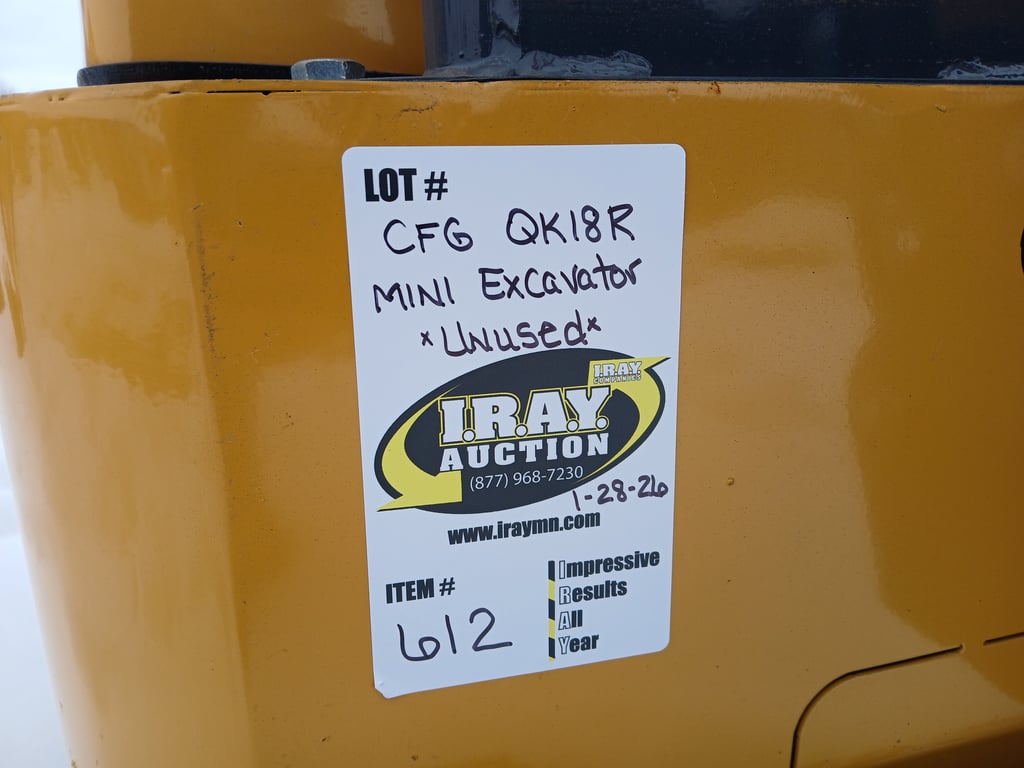 LOT #
CFG QK18R
MINI Excavator
*Unused*
I.R.A.Y.
COMPANIES
I.R.A.Y.
AUCTION
(877) 968-7230
1-28-26
www.iraymn.com
ITEM #
612
Impressive
Results
All
Year